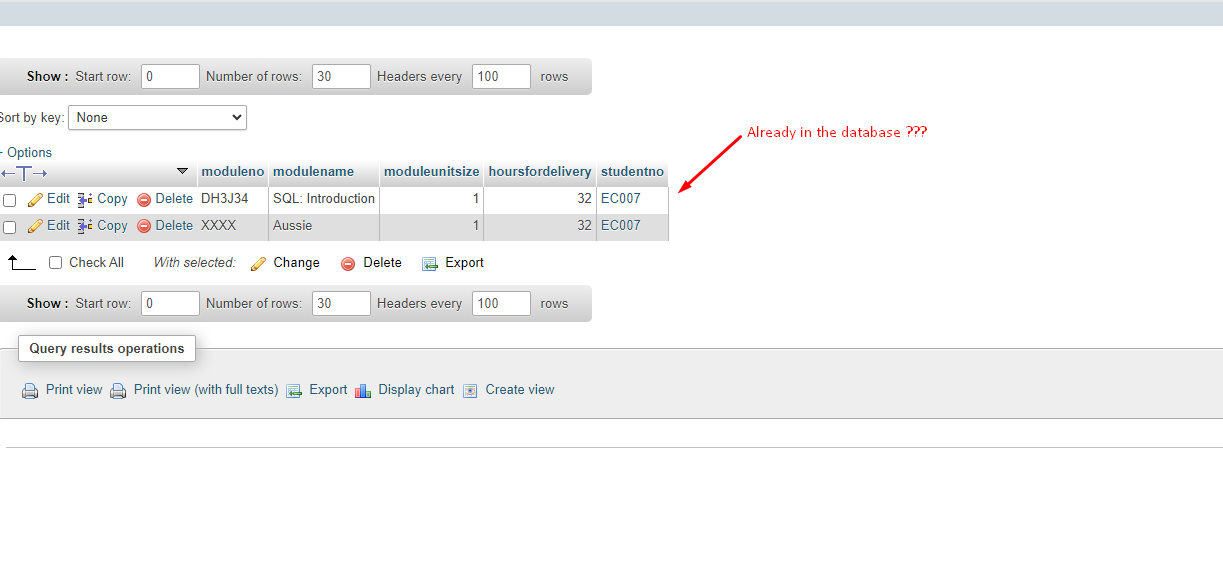 Show : Start row: 0 Number of rows: 30 Headers every 100 rows
Sort by key: None
Already in the database ???
+ Options
moduleno modulename moduleunitsize hoursfordelivery studentno
Edit Copy Delete DH3J34 SQL: Introduction 1 32 EC007
Edit Copy Delete XXXX Aussie 1 32 EC007
Check All With selected: Change Delete Export
Show : Start row: 0 Number of rows: 30 Headers every 100 rows
Query results operations
Print view Print view (with full texts) Export Display chart Create view